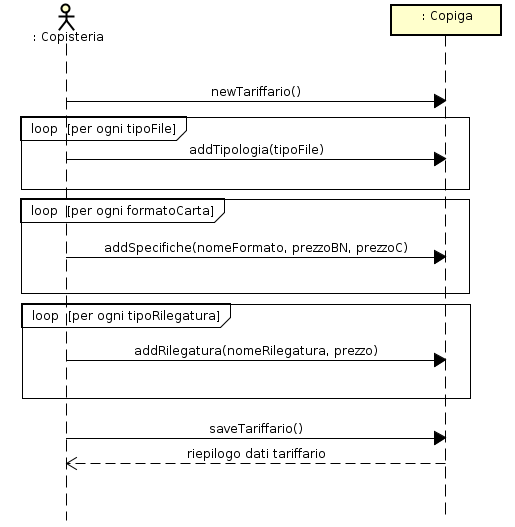 : Copisteria
: Copiga
newTariffario()
loop [per ogni tipoFile]
addTipologia(tipoFile)
loop [per ogni formatoCarta]
addSpecifiche(nomeFormato, prezzoBN, prezzoC)
loop [per ogni tipoRilegatura]
addRilegatura(nomeRilegatura, prezzo)
saveTariffario()
riepilogo dati tariffario